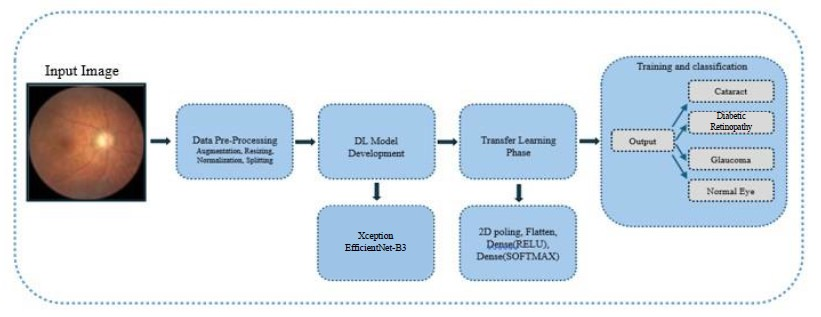 Input Image
Data Pre-Processing
Augmentation, Resizing,
Normalization, Splitting
DL Model
Development
Xception
EfficientNet-B3
Transfer Learning
Phase
2D poling, Flatten,
Dense(RELU),
Dense(SOFTMAX)
Training and classification
Output
Cataract
Diabetic
Retinopathy
Glaucoma
Normal Eye